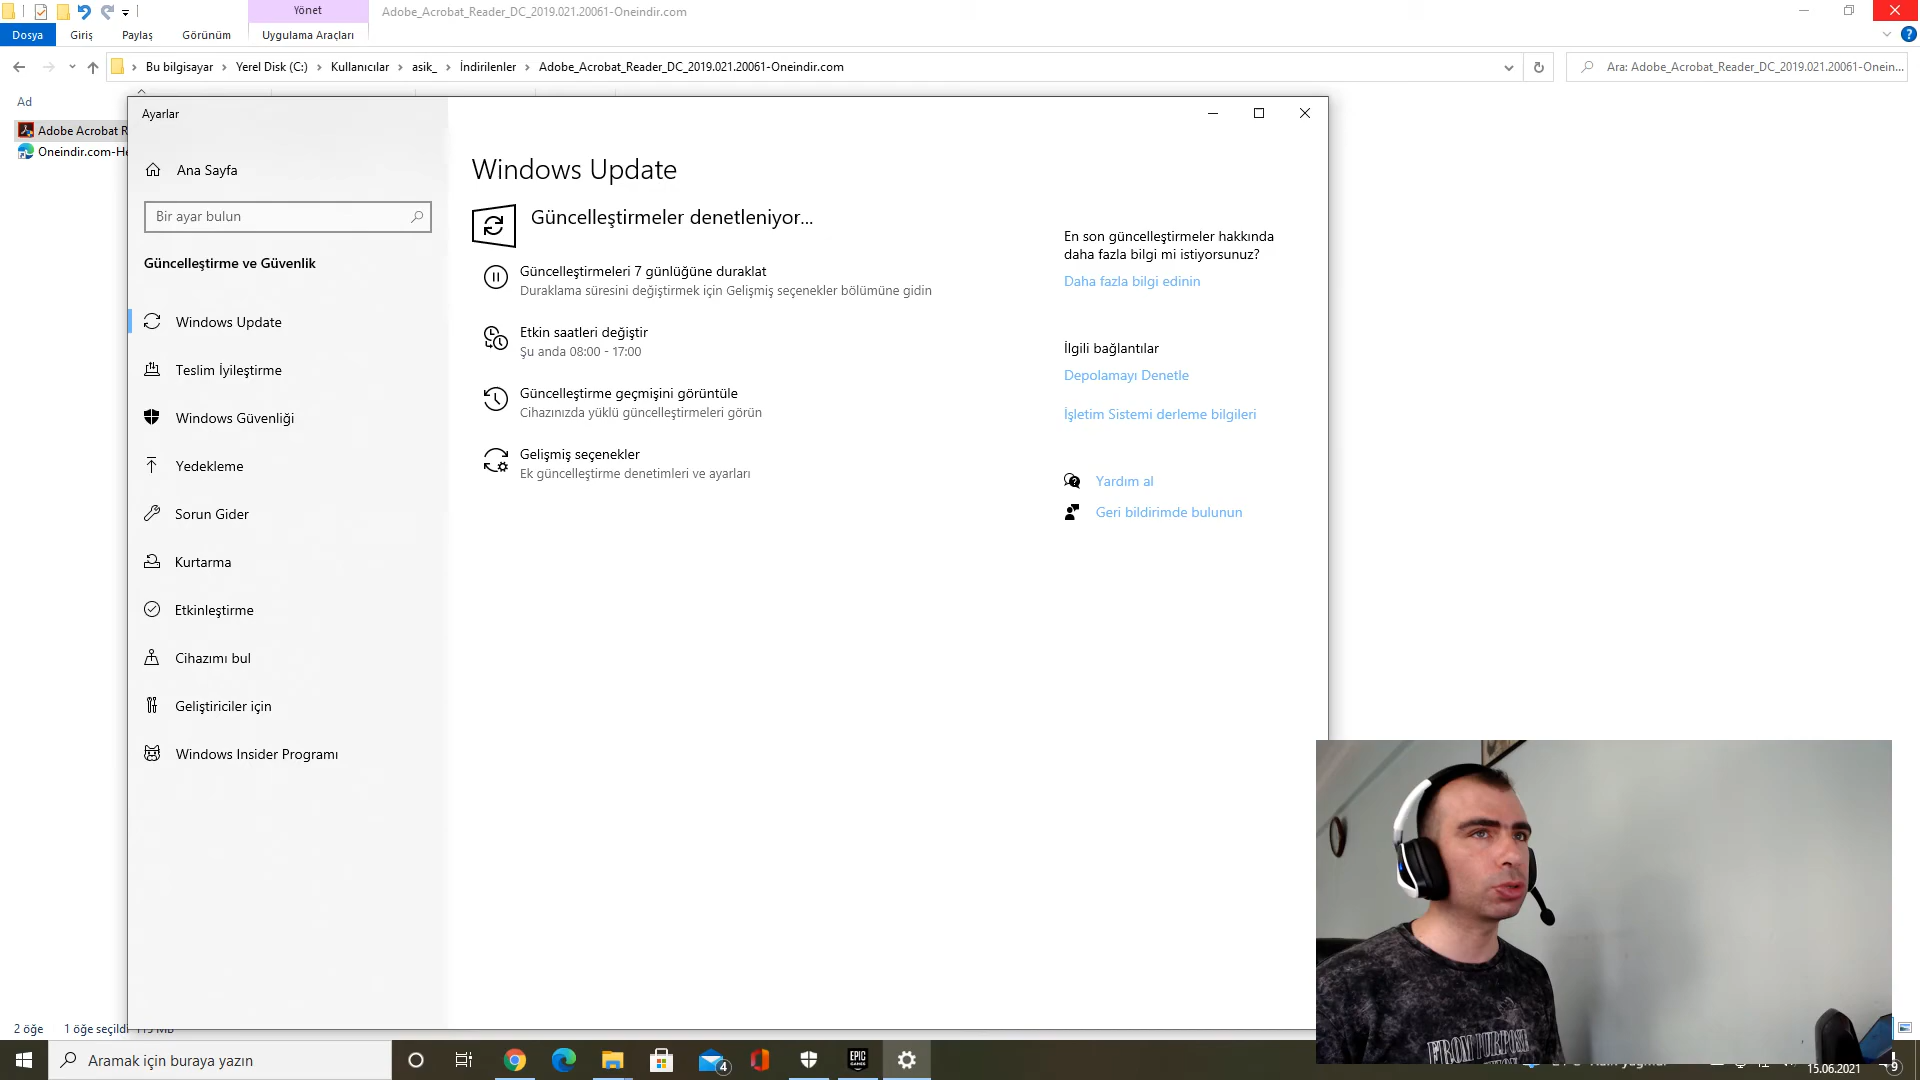 Yönet
Adobe_Acrobat_Reader_DC_2019.021.20061-Oneindir.com
Dosya
Giriş
Paylaş
Görünüm
Uygulama Araçları
Bu bilgisayar
Yerel Disk (C:)
Kullanıcılar
asik_
İndirilenler
Adobe_Acrobat_Reader_DC_2019.021.20061-Oneindir.com
Ara: Adobe_Acrobat_Reader_DC_2019.021.20061-Onein...
Ad
Adobe Acrobat R
Oneindir.com-He
Ayarlar
Ana Sayfa
Bir ayar bulun
Güncelleştirme ve Güvenlik
Windows Update
Teslim İyileştirme
Windows Güvenliği
Yedekleme
Sorun Gider
Kurtarma
Etkinleştirme
Cihazımı bul
Geliştiriciler için
Windows Insider Programı
Windows Update
Güncelleştirmeler denetleniyor...
Güncelleştirmeleri 7 günlüğüne duraklat
Duraklama süresini değiştirmek için Gelişmiş seçenekler bölümüne gidin
Etkin saatleri değiştir
Şu anda 08:00 - 17:00
Güncelleştirme geçmişini görüntüle
Cihazınızda yüklü güncelleştirmeleri görün
Gelişmiş seçenekler
Ek güncelleştirme denetimleri ve ayarları
En son güncelleştirmeler hakkında
daha fazla bilgi mi istiyorsunuz?
Daha fazla bilgi edinin
İlgili bağlantılar
Depolamayı Denetle
İşletim Sistemi derleme bilgileri
Yardım al
Geri bildirimde bulunun
2 öğe
1 öğe seçildi
Aramak için buraya yazın
4
EPIC
GAMES
FROM PURPOSE
15.06.2021
9